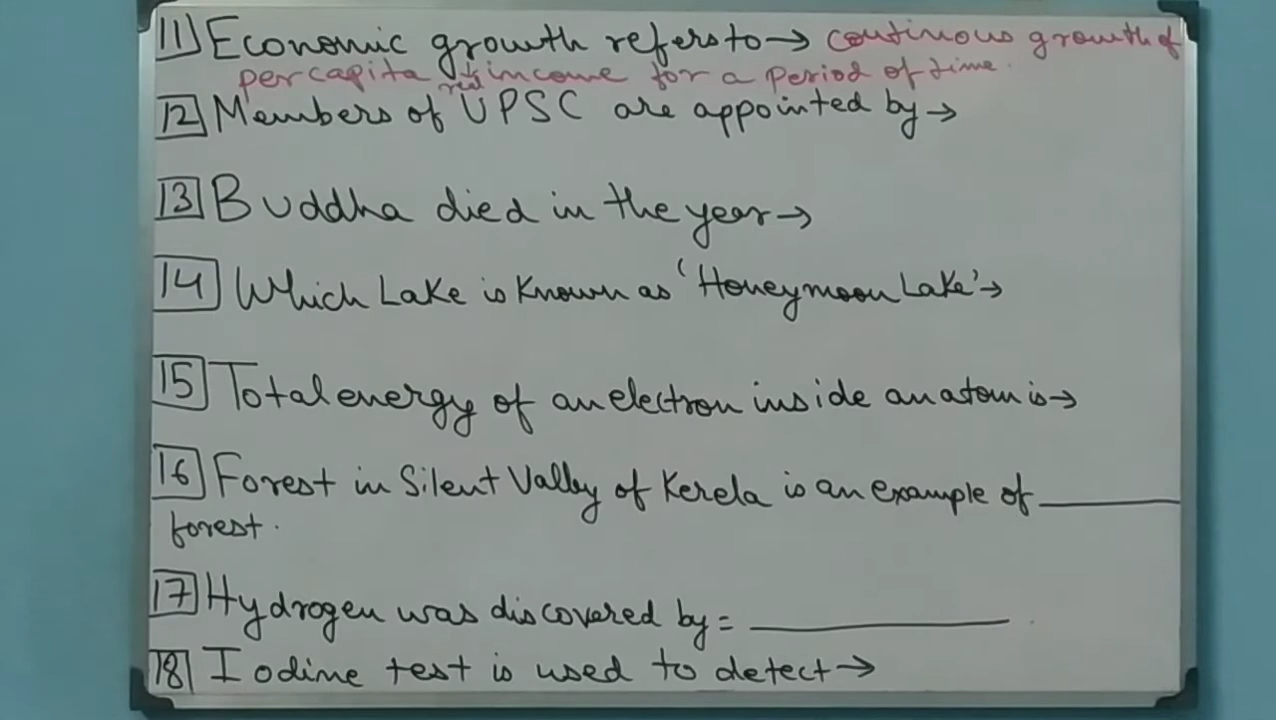 11) Economic growth refers to → continuous growth of
per capita real income for a period of time.
12 Members of UPSC are appointed by →
13 Buddha died in the year →
14 Which Lake is known as 'Honeymoon Lake' →
15 Total energy of an electron inside an atom is →
16 Forest in Silent Valley of Kerela is an example of ________
forest.
17 Hydrogen was discovered by = ________
18 Iodine test is used to detect →